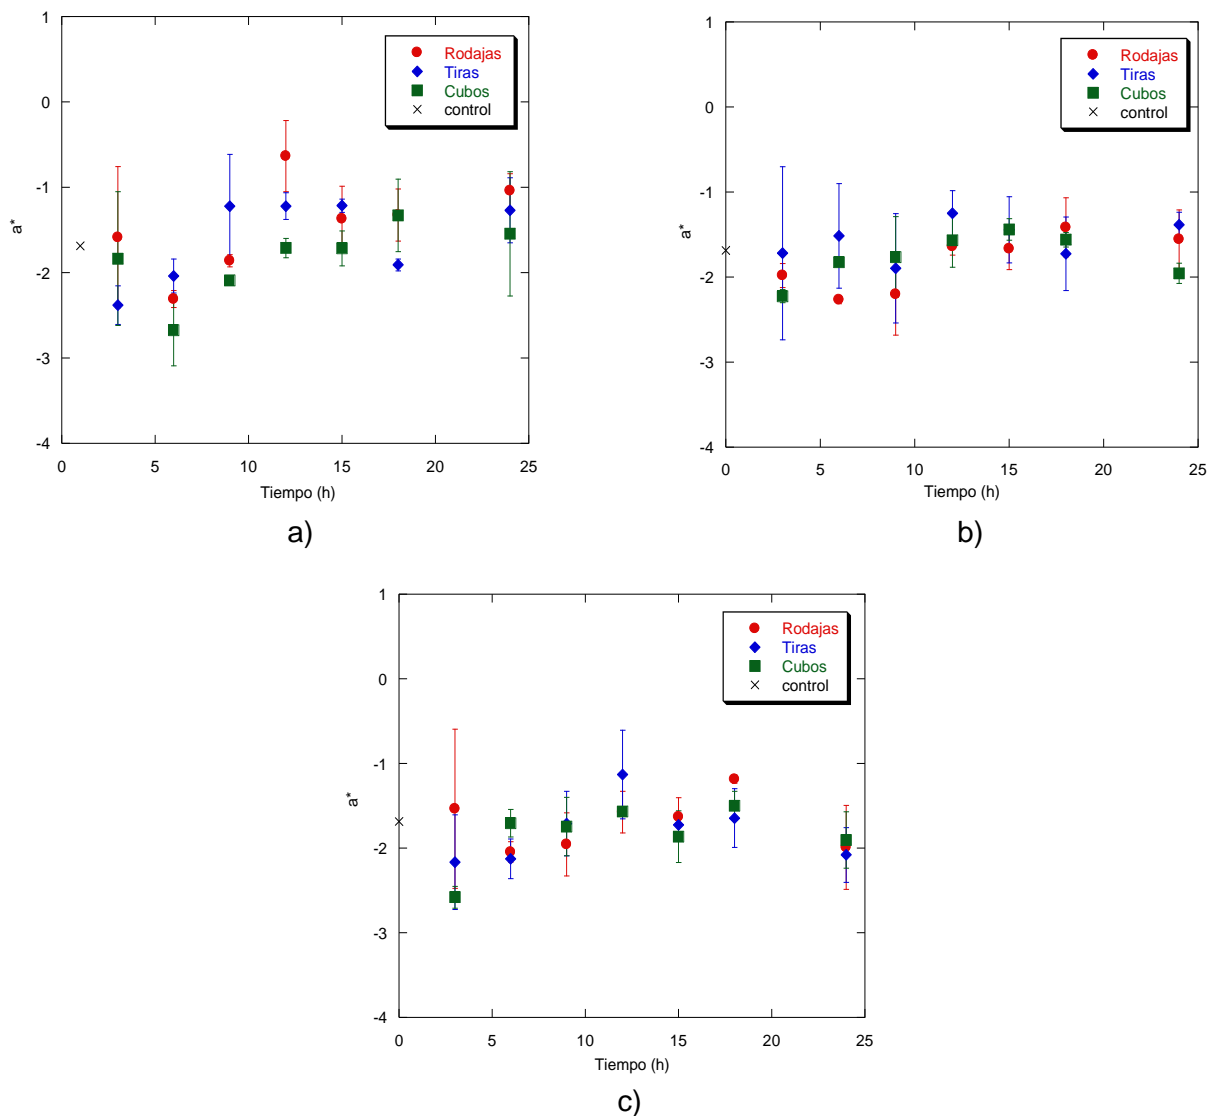 1
0
-1
-2
-3
-4
a*
0
5
10
15
20
25
Tiempo (h)
Rodajas
Tiras
Cubos
control
a)
1
0
-1
-2
-3
-4
a*
0
5
10
15
20
25
Tiempo (h)
Rodajas
Tiras
Cubos
control
b)
1
0
-1
-2
-3
-4
a*
0
5
10
15
20
25
Tiempo (h)
Rodajas
Tiras
Cubos
control
c)